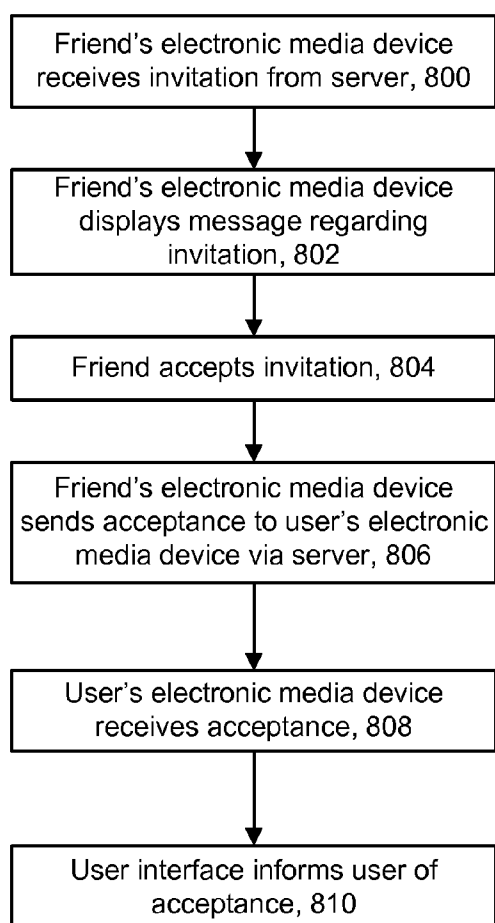 Friend's electronic media device
receives invitation from server, 800
Friend's electronic media device
displays message regarding
invitation, 802
Friend accepts invitation, 804
Friend's electronic media device
sends acceptance to user's electronic
media device via server, 806
User's electronic media device
receives acceptance, 808
User interface informs user of
acceptance, 810